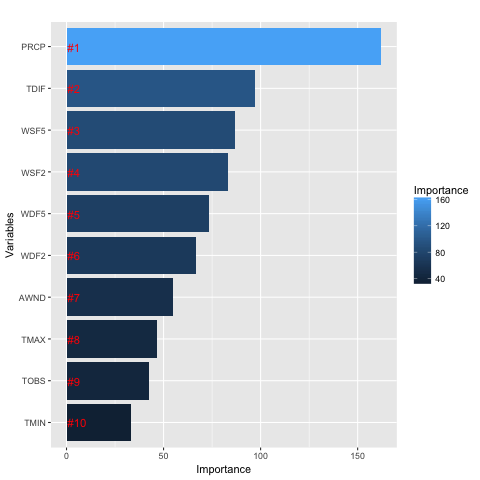 PRCP #1
TDIF #2
WSF5 #3
WSF2 #4
WDF5 #5
WDF2 #6
AWND #7
TMAX #8
TOBS #9
TMIN #10
0 50 100 150
Importance
Variables
Importance
160
120
80
40